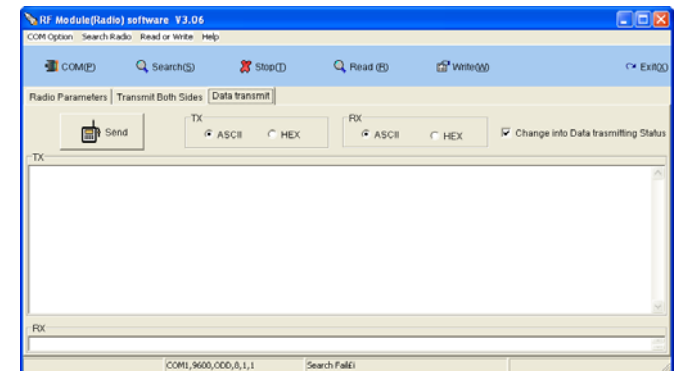 RF Module(Radio) software V3.06
COM Option Search Radio Read or Write Help
COM(P) Search(S) Stop(T) Read (R) Write(W) Exit(X)
Radio Parameters Transmit Both Sides Data transmit
TX RX
Send ASCII HEX ASCII HEX Change into Data trasmitting Status
TX
RX
COM1,9600,ODD,8,1,1 Search Fail£¡